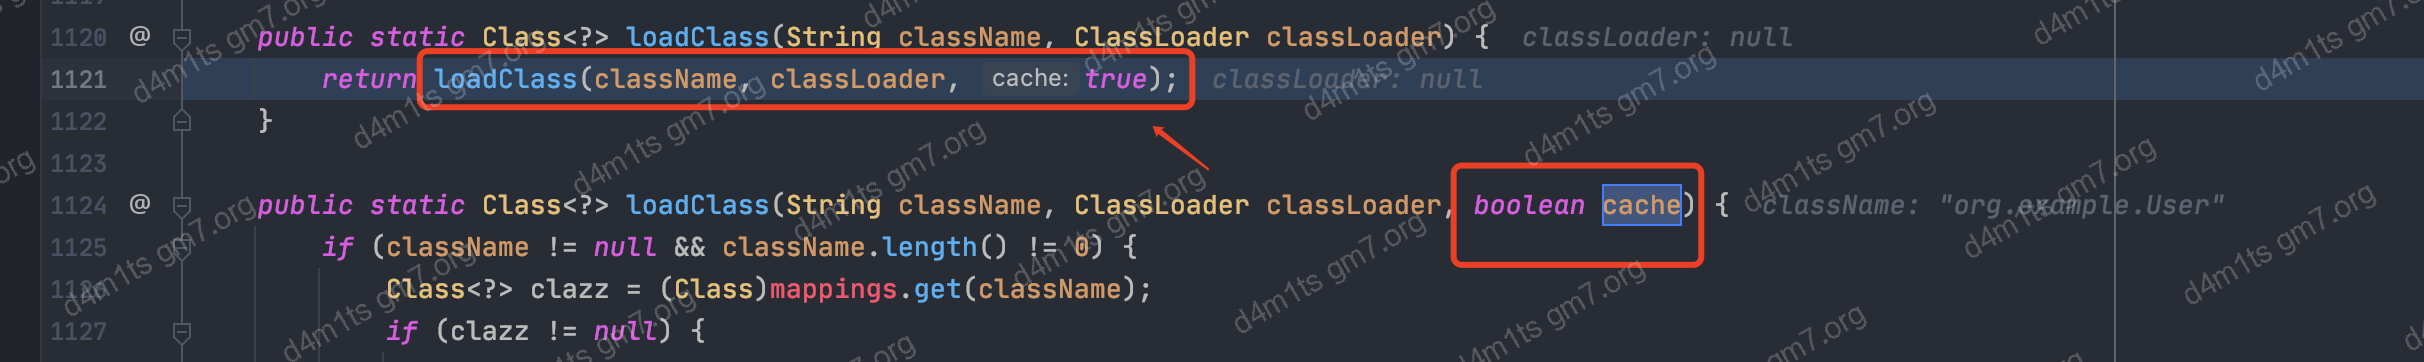 1120 @ public static Class<?> loadClass(String className, ClassLoader classLoader) { classLoader: null
1121 return loadClass(className, classLoader, cache: true); classLoader: null
1122 }
1123
1124 @ public static Class<?> loadClass(String className, ClassLoader classLoader, boolean cache) { className: "org.example.User"
1125 if (className != null && className.length() != 0) {
1126 Class<?> clazz = (Class)mappings.get(className);
1127 if (clazz != null) {
d4m1ts gm7.org